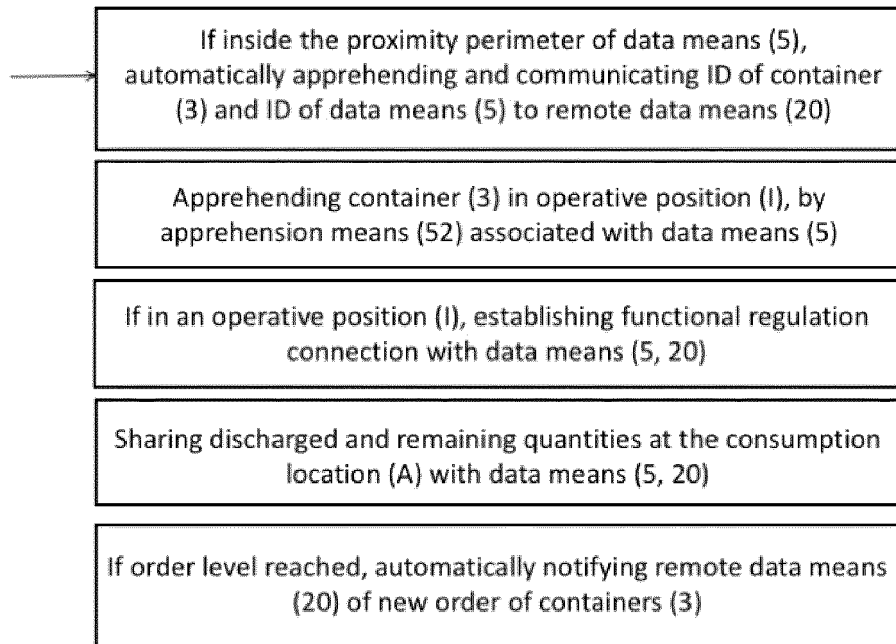 If inside the proximity perimeter of data means (5),
automatically apprehending and communicating ID of container
(3) and ID of data means (5) to remote data means (20)
Apprehending container (3) in operative position (I), by
apprehension means (52) associated with data means (5)
If in an operative position (I), establishing functional regulation
connection with data means (5, 20)
Sharing discharged and remaining quantities at the consumption
location (A) with data means (5, 20)
If order level reached, automatically notifying remote data means
(20) of new order of containers (3)